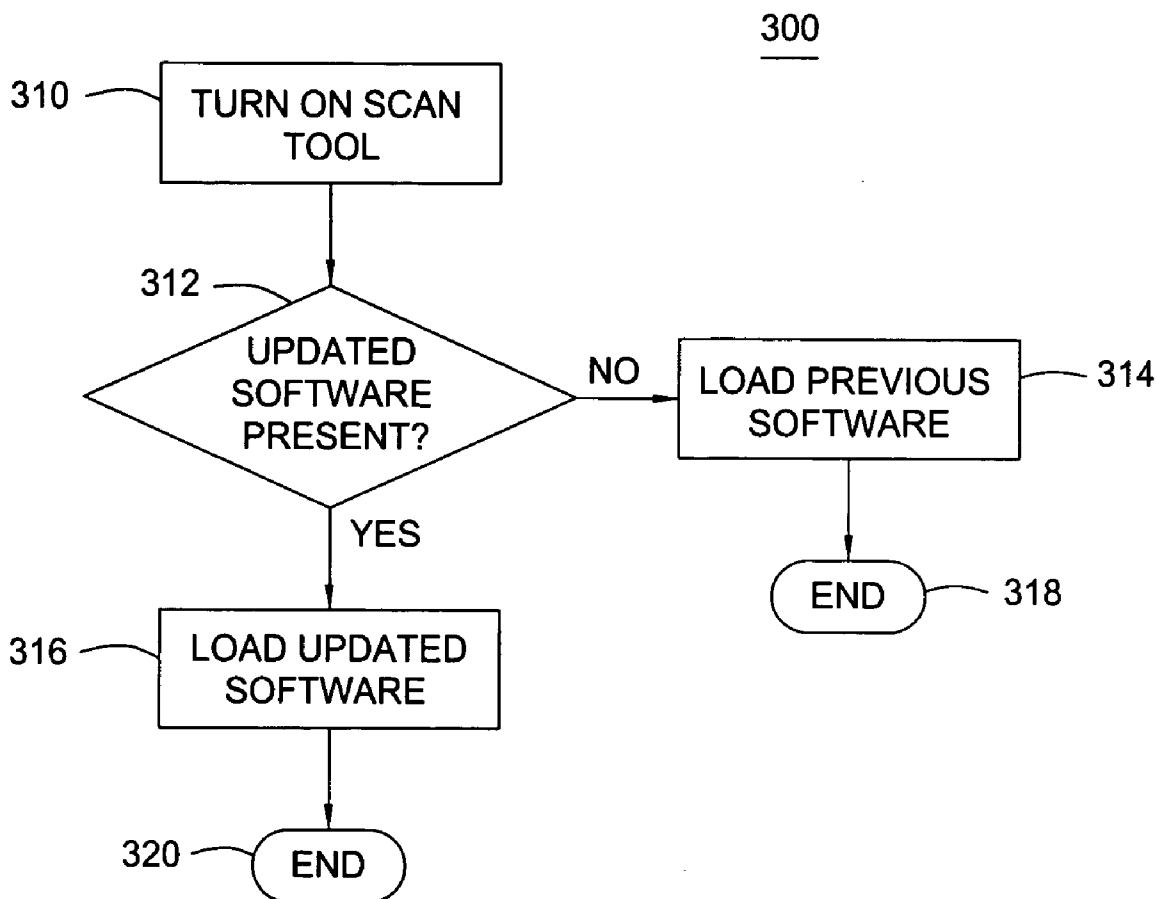 300
310
TURN ON SCAN
TOOL
312
UPDATED
SOFTWARE
PRESENT?
NO
LOAD PREVIOUS
SOFTWARE
314
YES
END
318
316
LOAD UPDATED
SOFTWARE
320
END